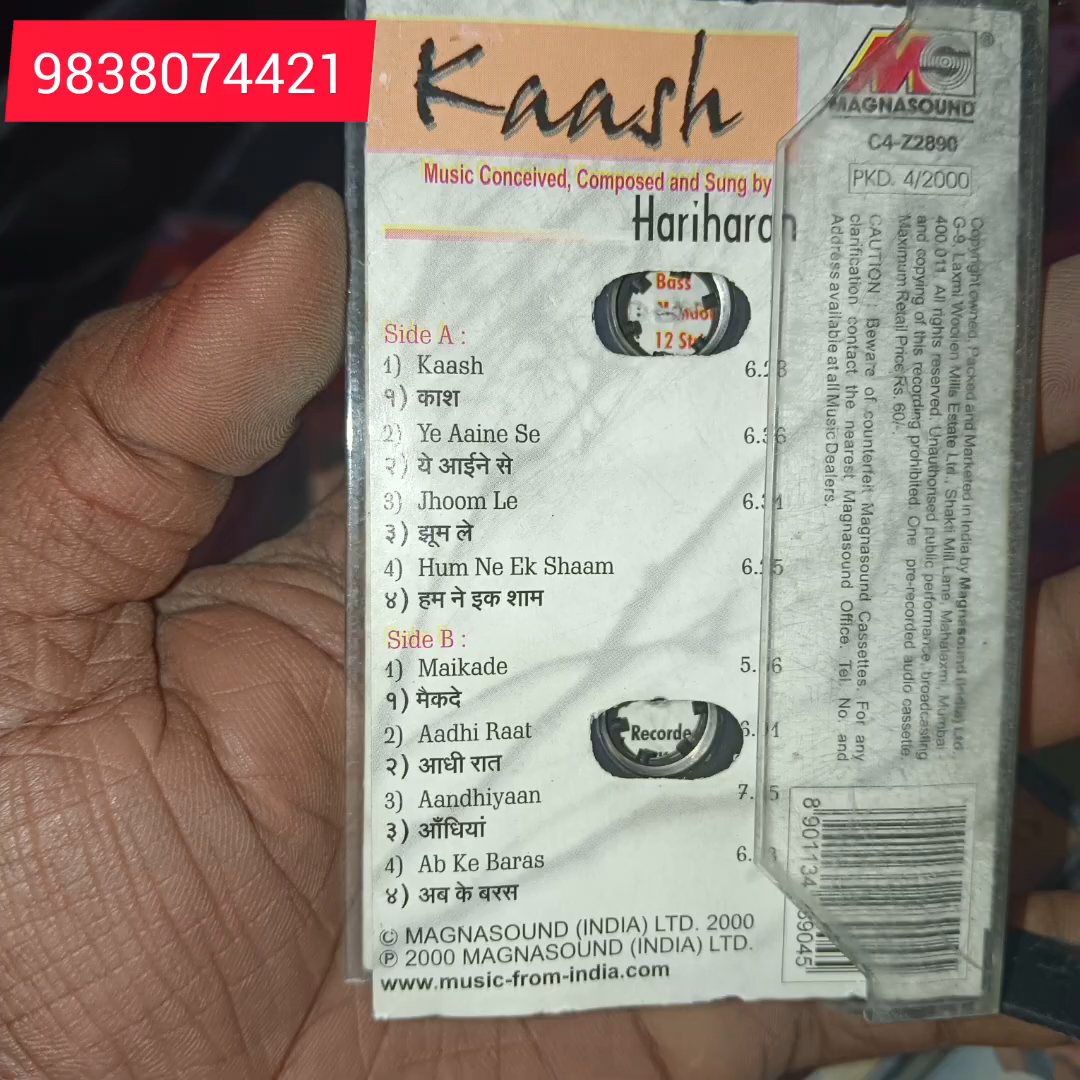 9838074421
Kaash
Music Conceived, Composed and Sung by
Hariharan
Bass
12
Side A :
1) Kaash
१) काश
2) Ye Aaine Se 6.36
२) ये आईने से
3) Jhoom Le
३) झूम ले
4) Hum Ne Ek Shaam
४) हम ने इक शाम
Side B :
1) Maikade
१) मैकदे
2) Aadhi Raat
२) आधी रात
3) Aandhiyaan
३) आँधियां
4) Ab Ke Baras
४) अब के बरस
Recorde
© MAGNASOUND (INDIA) LTD. 2000
℗ 2000 MAGNASOUND (INDIA) LTD.
www.music-from-india.com
MAGNASOUND
C4-Z2890
PKD. 4/2000
Copyright owned, Packed and Marketed in India by Magnasound (India) Ltd.
G-9, Laxmi Woolen Mills Estate Ltd., Shakti Mill Lane, Mahalaxmi, Mumbai :
400 011. All rights reserved. Unauthorised public performance, broadcasting
and copying of this recording prohibited. One pre-recorded audio cassette.
Maximum Retail Price Rs. 60/-
CAUTION : Beware of counterfeit Magnasound Cassettes. For any
clarification contact the nearest Magnasound Office. Tel. No. and
Address available at all Music Dealers.
8 901134